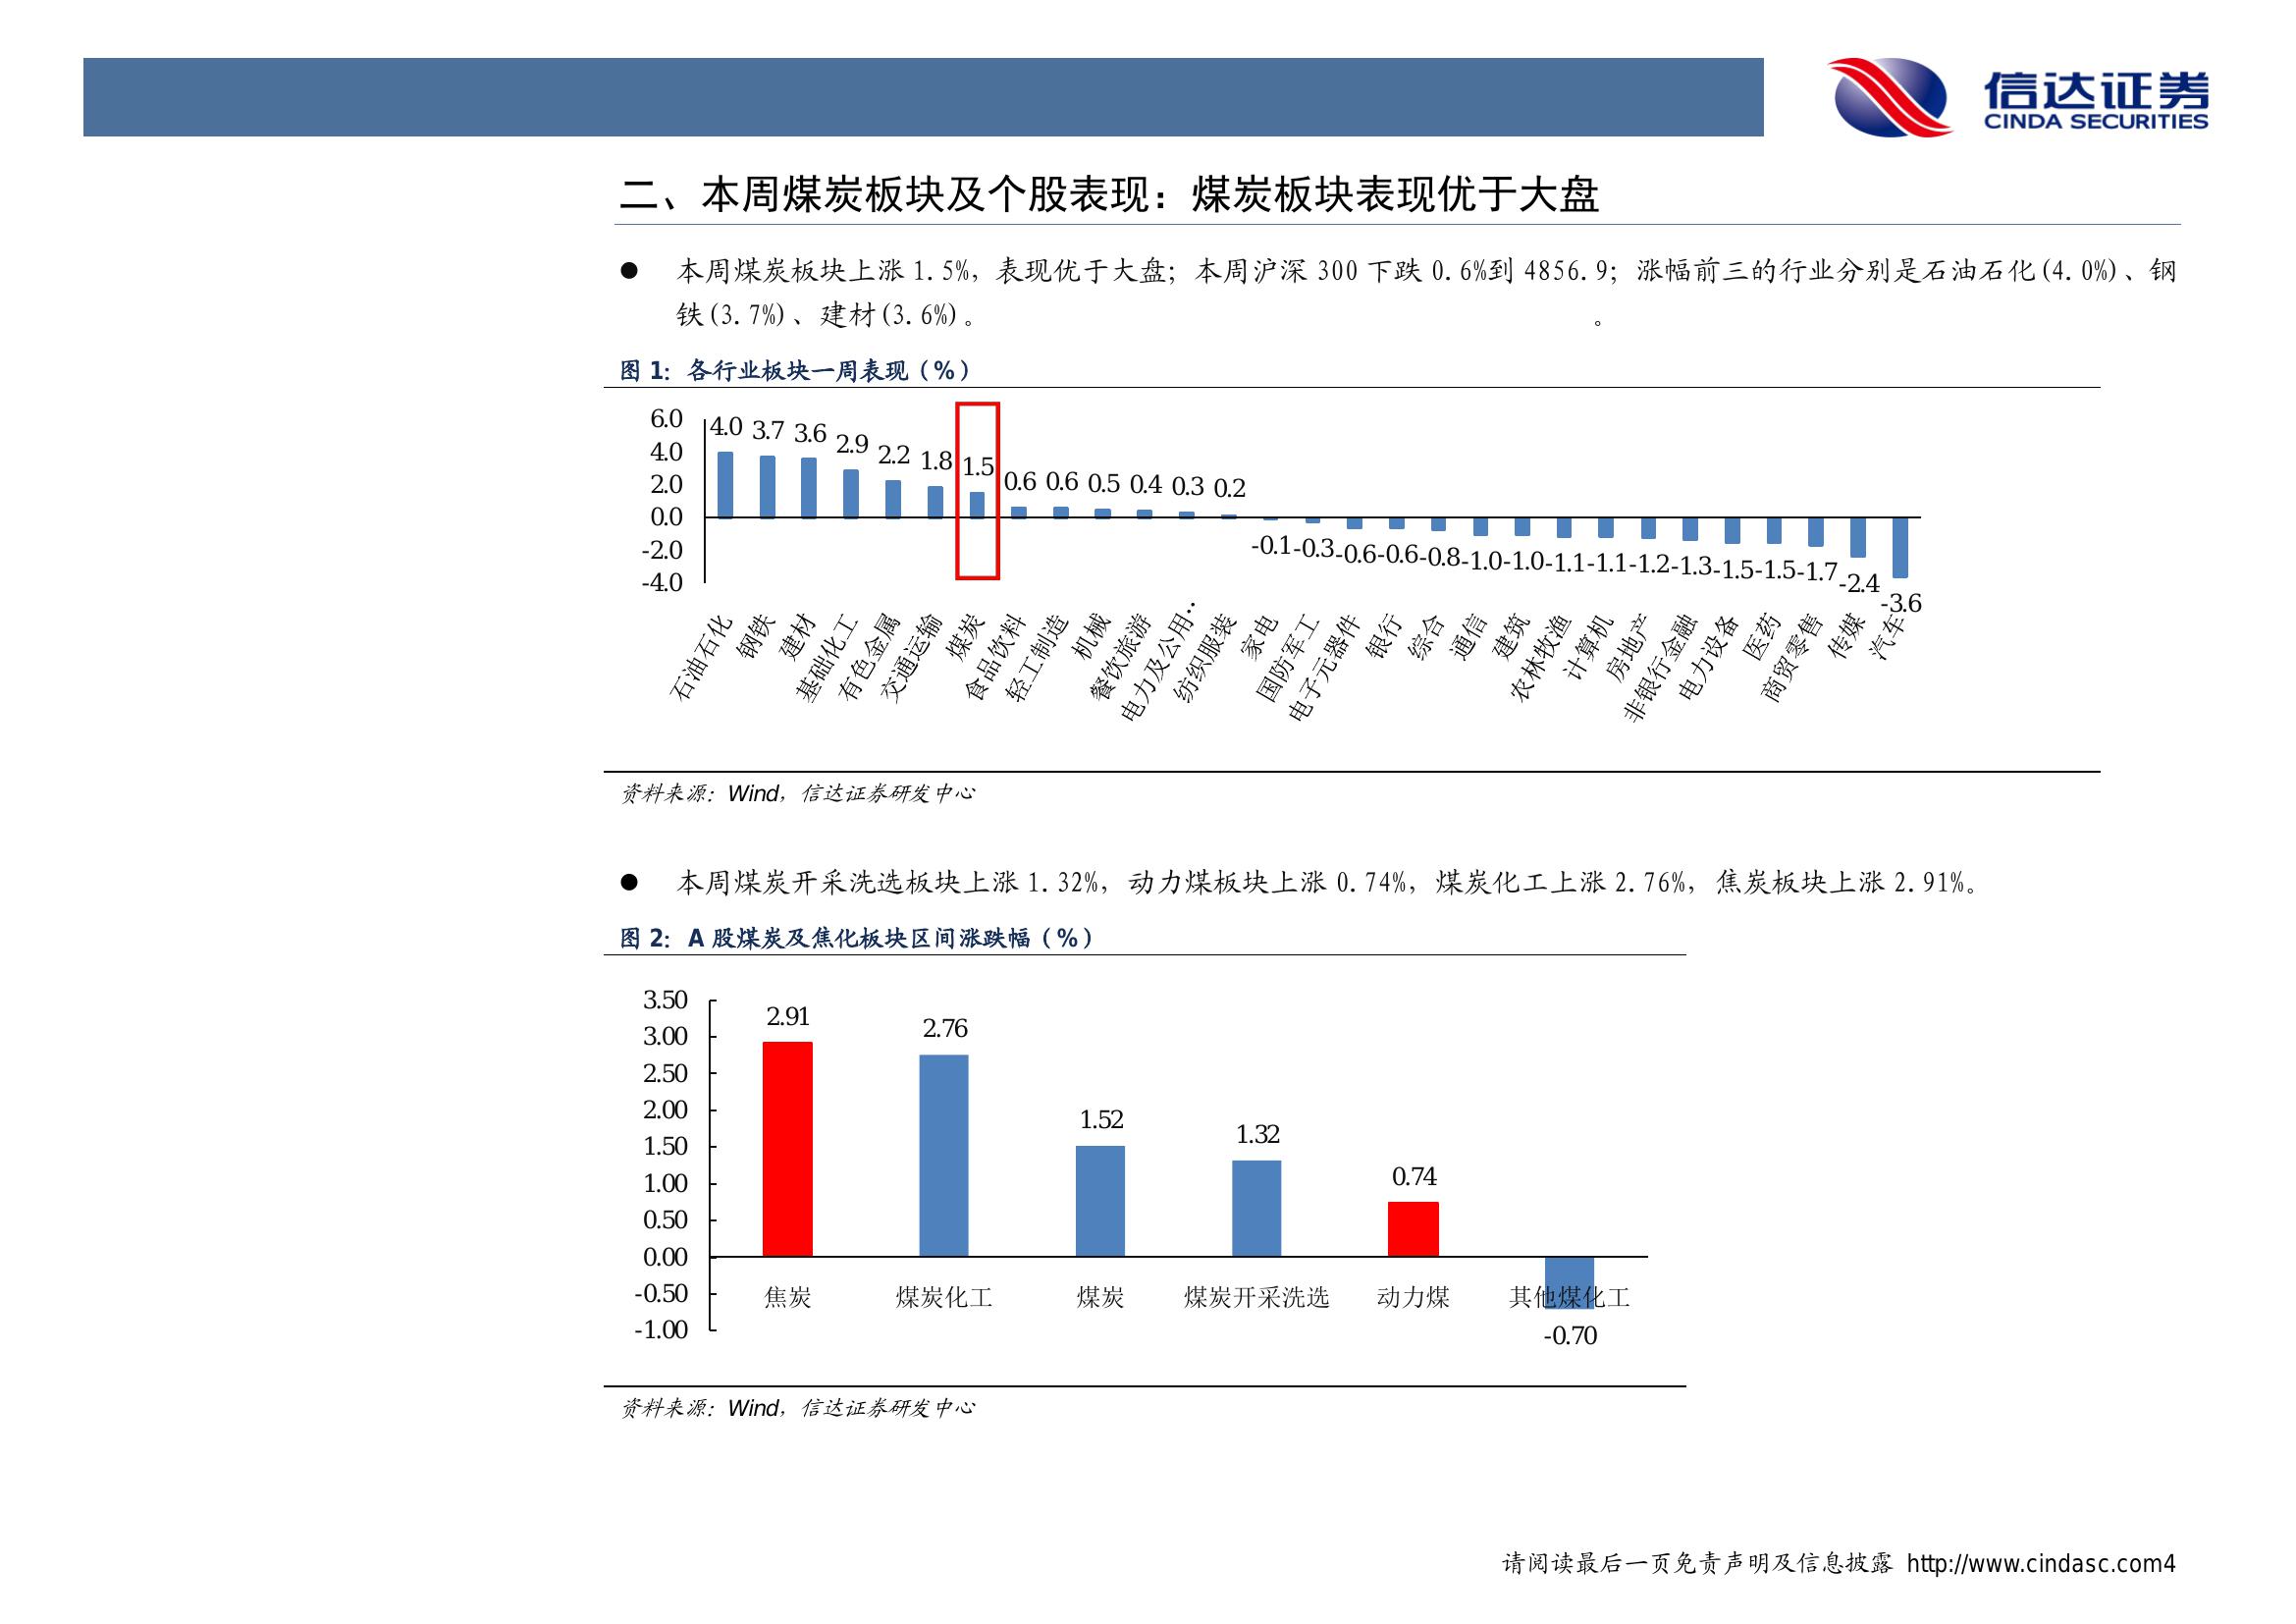 信达证券
CINDA SECURITIES
二、本周煤炭板块及个股表现：煤炭板块表现优于大盘
● 本周煤炭板块上涨 1.5%，表现优于大盘；本周沪深 300 下跌 0.6%到 4856.9；涨幅前三的行业分别是石油石化(4.0%)、钢
铁(3.7%)、建材(3.6%)。 。
图 1：各行业板块一周表现（%）
6.0
4.0
2.0
0.0
-2.0
-4.0
4.0 3.7 3.6 2.9 2.2 1.8 1.5 0.6 0.6 0.5 0.4 0.3 0.2 -0.1 -0.3 -0.6 -0.6 -0.8 -1.0 -1.0 -1.1 -1.1 -1.2 -1.3 -1.5 -1.5 -1.7 -2.4 -3.6
石油石化 钢铁 建材 基础化工 有色金属 交通运输 煤炭 食品饮料 轻工制造 机械 餐饮旅游 电力及公用.. 纺织服装 家电 国防军工 电子元器件 银行 综合 通信 建筑 农林牧渔 计算机 房地产 非银行金融 电力设备 医药 商贸零售 传媒 汽车
资料来源：Wind，信达证券研发中心
● 本周煤炭开采洗选板块上涨 1.32%，动力煤板块上涨 0.74%，煤炭化工上涨 2.76%，焦炭板块上涨 2.91%。
图 2：A 股煤炭及焦化板块区间涨跌幅（%）
3.50
3.00
2.50
2.00
1.50
1.00
0.50
0.00
-0.50
-1.00
2.91 2.76 1.52 1.32 0.74 -0.70
焦炭 煤炭化工 煤炭 煤炭开采洗选 动力煤 其他煤化工
资料来源：Wind，信达证券研发中心
请阅读最后一页免责声明及信息披露 http://www.cindasc.com4